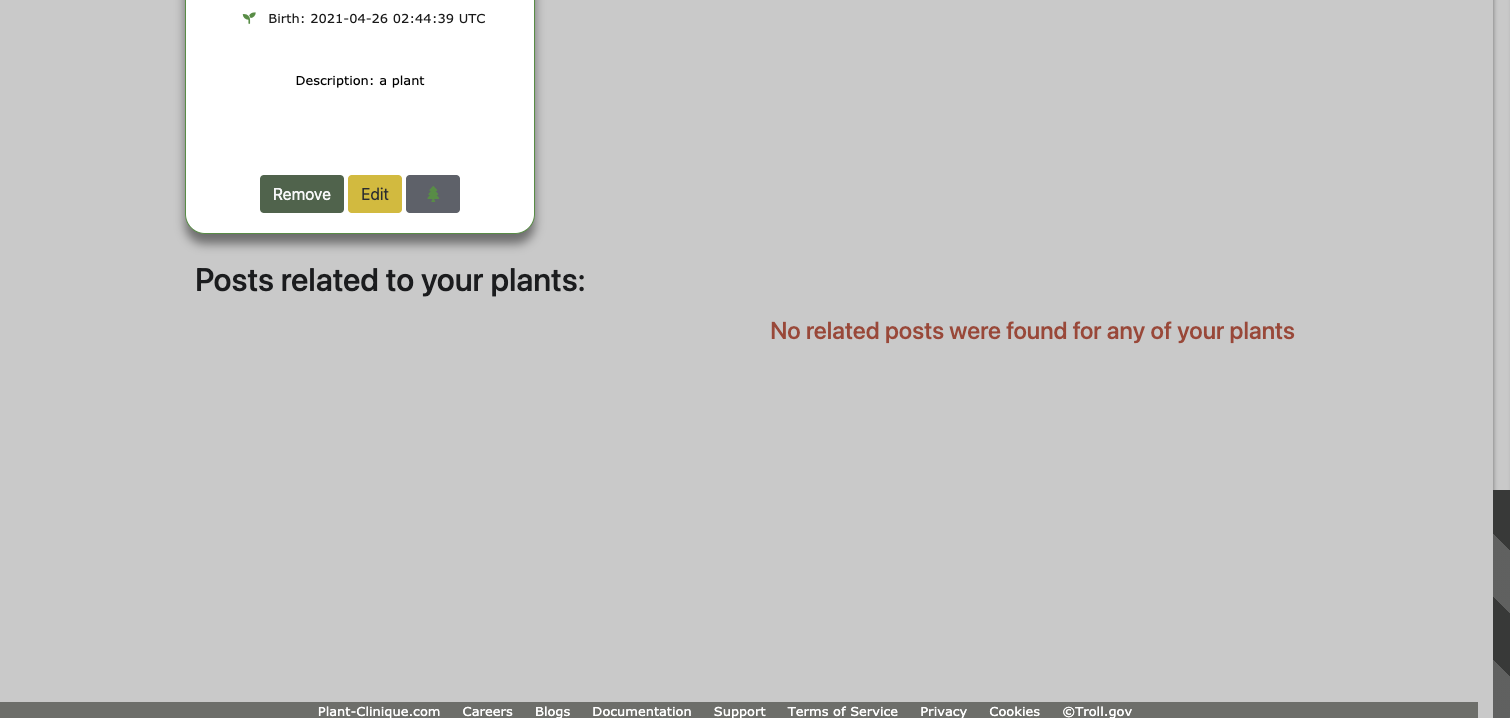 Birth: 2021-04-26 02:44:39 UTC
Description: a plant
Remove Edit
Posts related to your plants:
No related posts were found for any of your plants
Plant-Clinique.com Careers Blogs Documentation Support Terms of Service Privacy Cookies ©Troll.gov